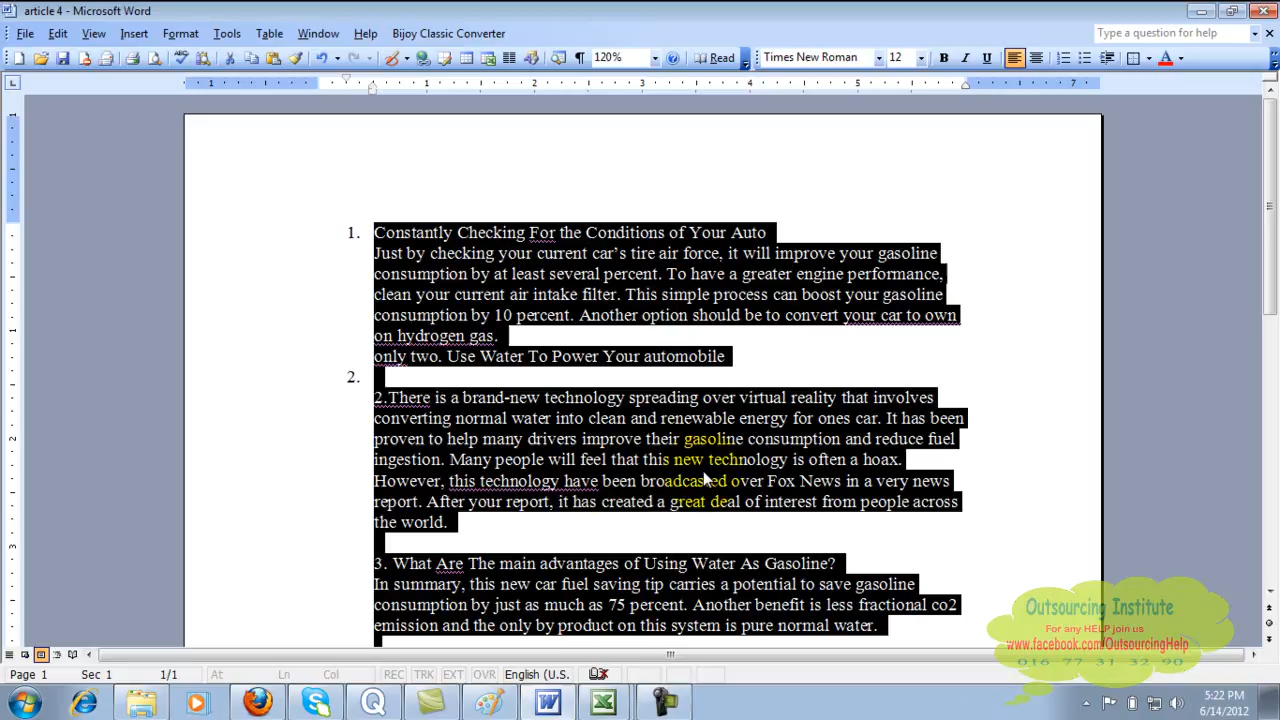 article 4 - Microsoft Word
File Edit View Insert Format Tools Table Window Help Bijoy Classic Converter
Type a question for help
120% Read Times New Roman 12 B I U A
1 1 2 3 4 5 7
1. Constantly Checking For the Conditions of Your Auto
Just by checking your current car’s tire air force, it will improve your gasoline
consumption by at least several percent. To have a greater engine performance,
clean your current air intake filter. This simple process can boost your gasoline
consumption by 10 percent. Another option should be to convert your car to own
on hydrogen gas.
only two. Use Water To Power Your automobile
2.
2.There is a brand-new technology spreading over virtual reality that involves
converting normal water into clean and renewable energy for ones car. It has been
proven to help many drivers improve their gasoline consumption and reduce fuel
ingestion. Many people will feel that this new technology is often a hoax.
However, this technology have been broadcasted over Fox News in a very news
report. After your report, it has created a great deal of interest from people across
the world.
3. What Are The main advantages of Using Water As Gasoline?
In summary, this new car fuel saving tip carries a potential to save gasoline
consumption by just as much as 75 percent. Another benefit is less fractional co2
emission and the only by product on this system is pure normal water.
Outsourcing Institute
For any HELP join us
www.facebook.com/OutsourcingHelp
016 77 31 32 90
Page 1 Sec 1 1/1 At Ln Col REC TRK EXT OVR English (U.S.
5:22 PM
6/14/2012